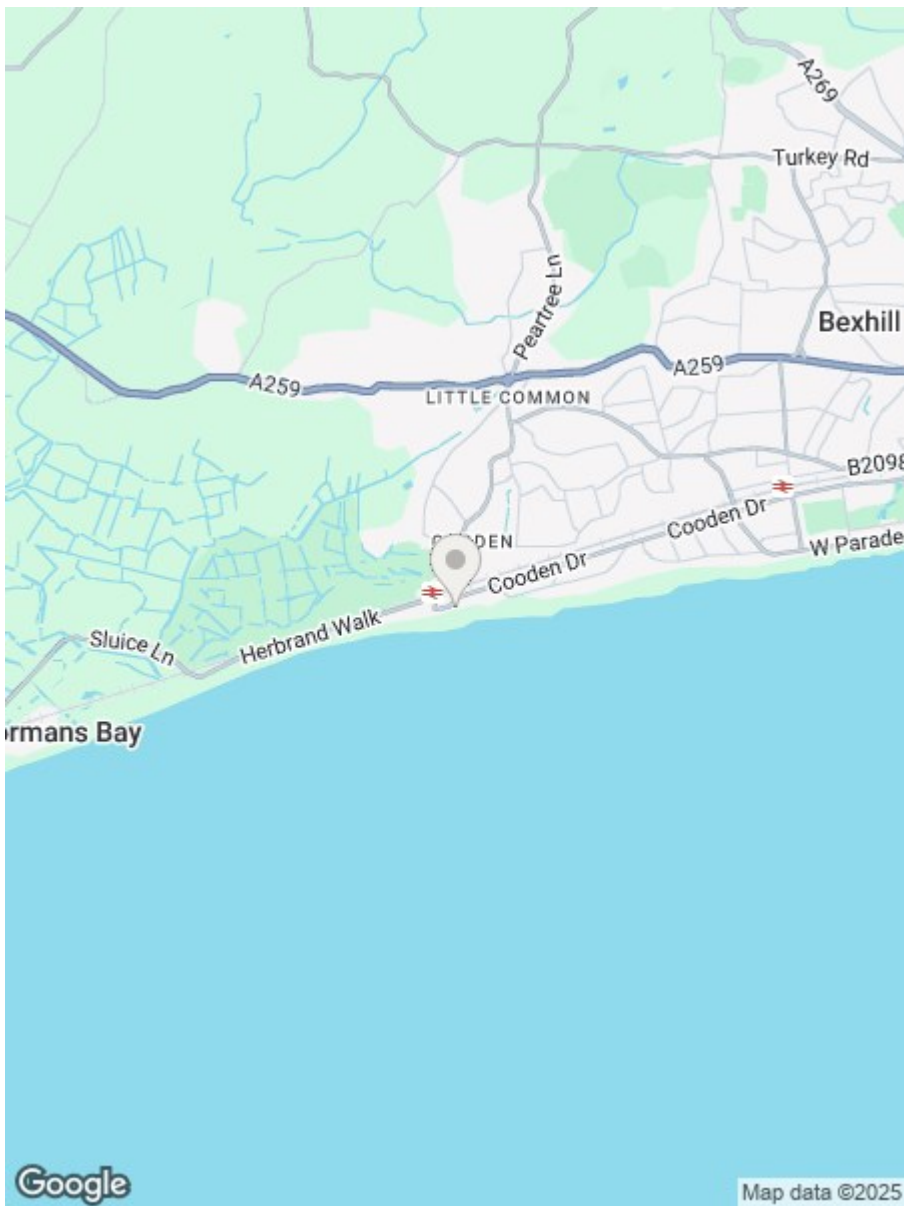 A269
Turkey Rd
Peartree Ln
Bexhill
A259
A259
LITTLE COMMON
B2098
Cooden Dr
W Parade
Cooden Dr
Herbrand Walk
Sluice Ln
ormans Bay
Google
Map data ©2025